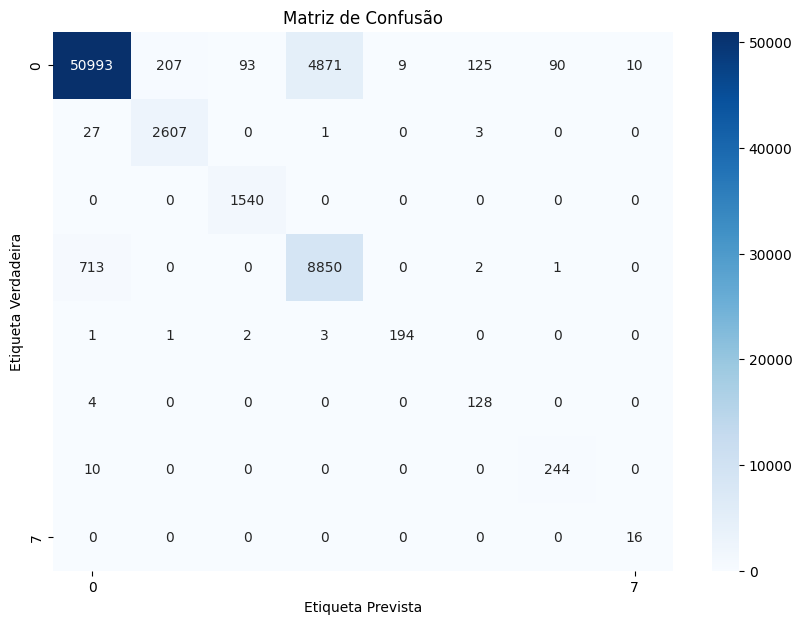 Matriz de Confusão
0 50993 207 93 4871 9 125 90 10
27 2607 0 1 0 3 0 0
0 0 1540 0 0 0 0 0
713 0 0 8850 0 2 1 0
1 1 2 3 194 0 0 0
4 0 0 0 0 128 0 0
10 0 0 0 0 0 244 0
7 0 0 0 0 0 0 0 16
0 7
Etiqueta Prevista
Etiqueta Verdadeira
50000
40000
30000
20000
10000
0